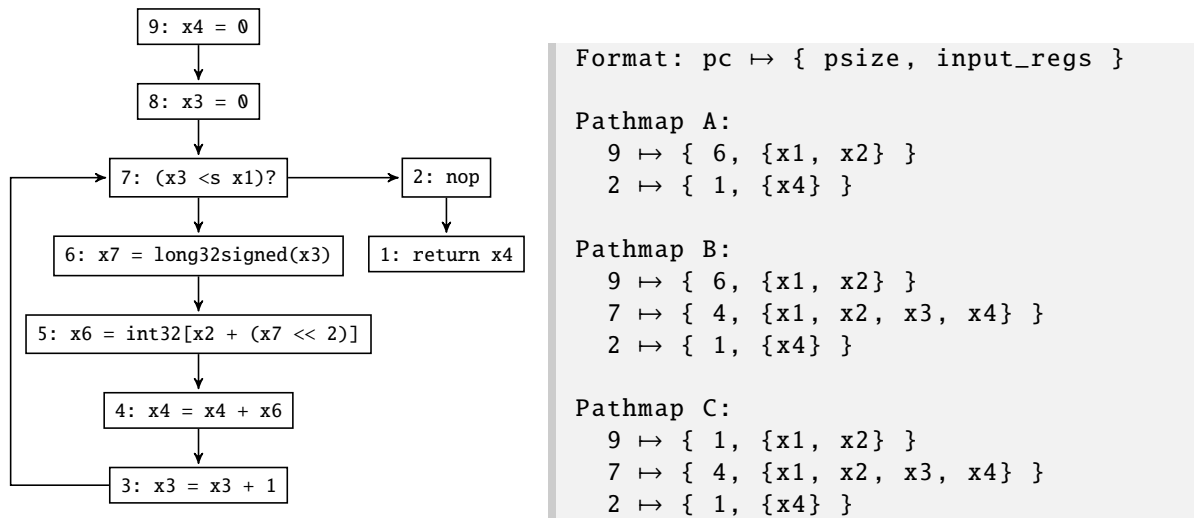 9: x4 = 0
8: x3 = 0
7: (x3 <s x1)?
2: nop
6: x7 = long32signed(x3)
1: return x4
5: x6 = int32[x2 + (x7 << 2)]
4: x4 = x4 + x6
3: x3 = x3 + 1
Format: pc ↦ { psize, input_regs }
Pathmap A:
9 ↦ { 6, {x1, x2} }
2 ↦ { 1, {x4} }
Pathmap B:
9 ↦ { 6, {x1, x2} }
7 ↦ { 4, {x1, x2, x3, x4} }
2 ↦ { 1, {x4} }
Pathmap C:
9 ↦ { 1, {x1, x2} }
7 ↦ { 4, {x1, x2, x3, x4} }
2 ↦ { 1, {x4} }